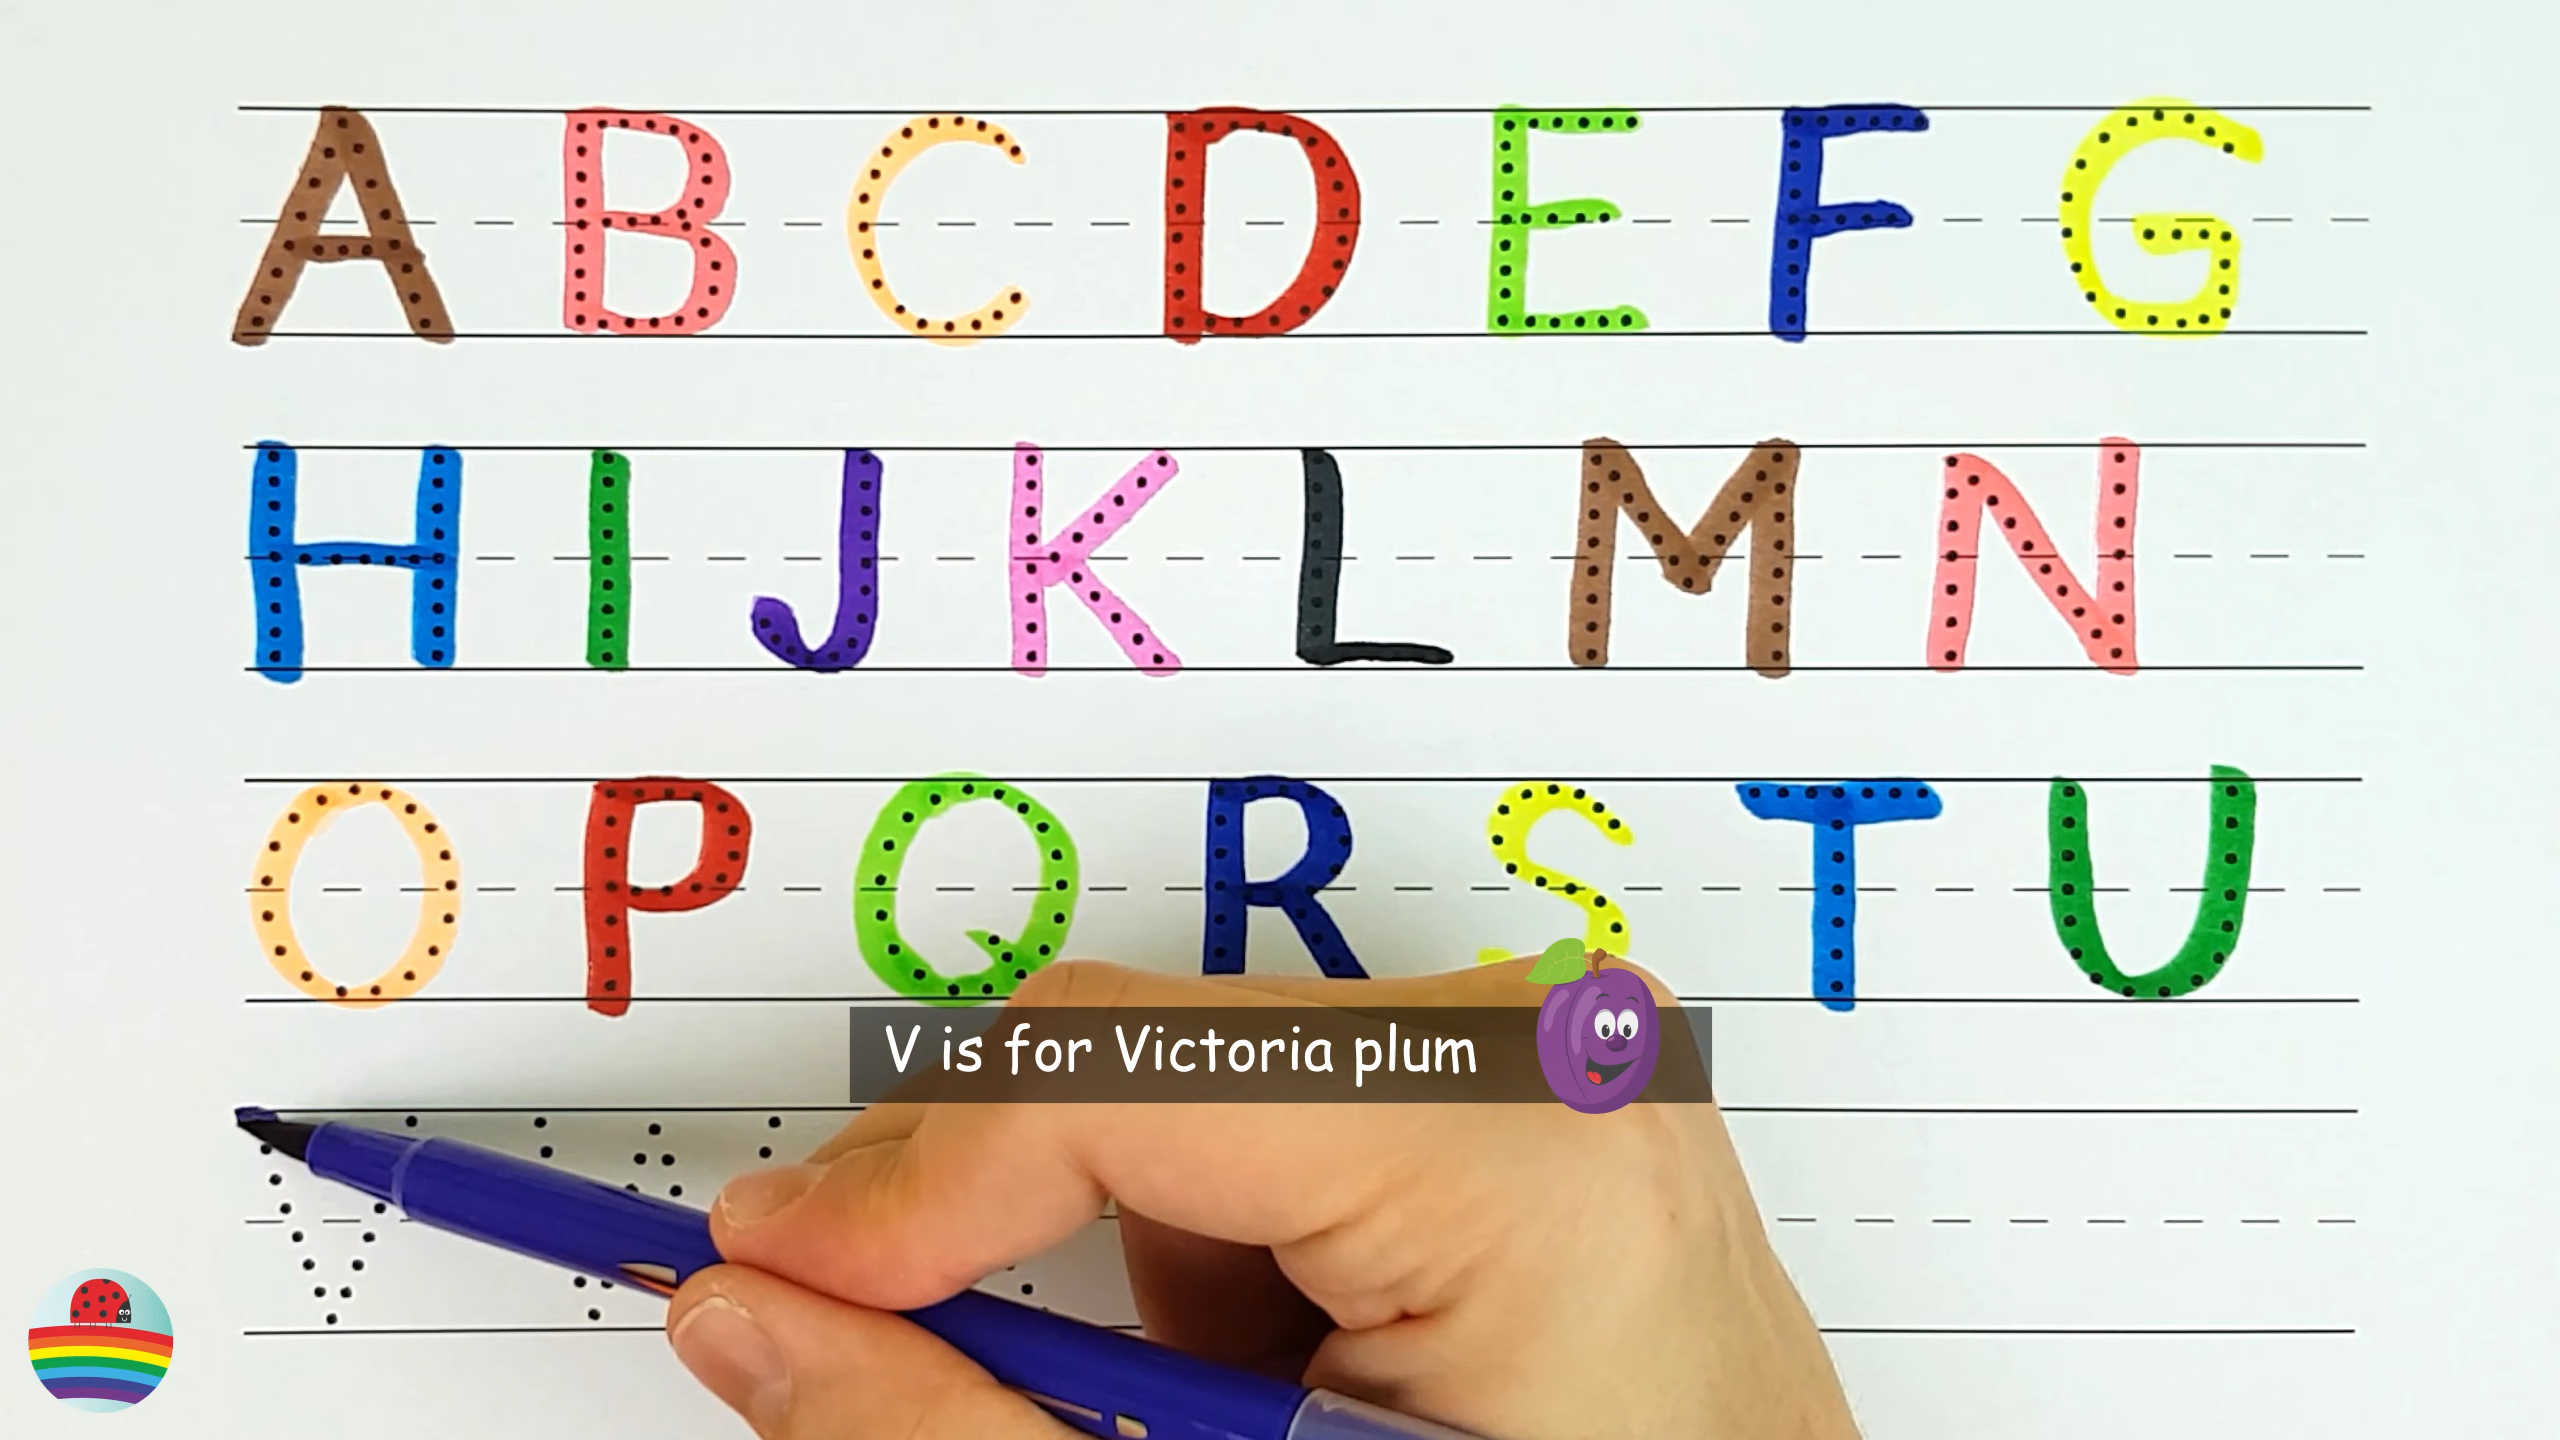 A B C D E F G
H I J K L M N
O P Q R S T U
V is for Victoria plum
V